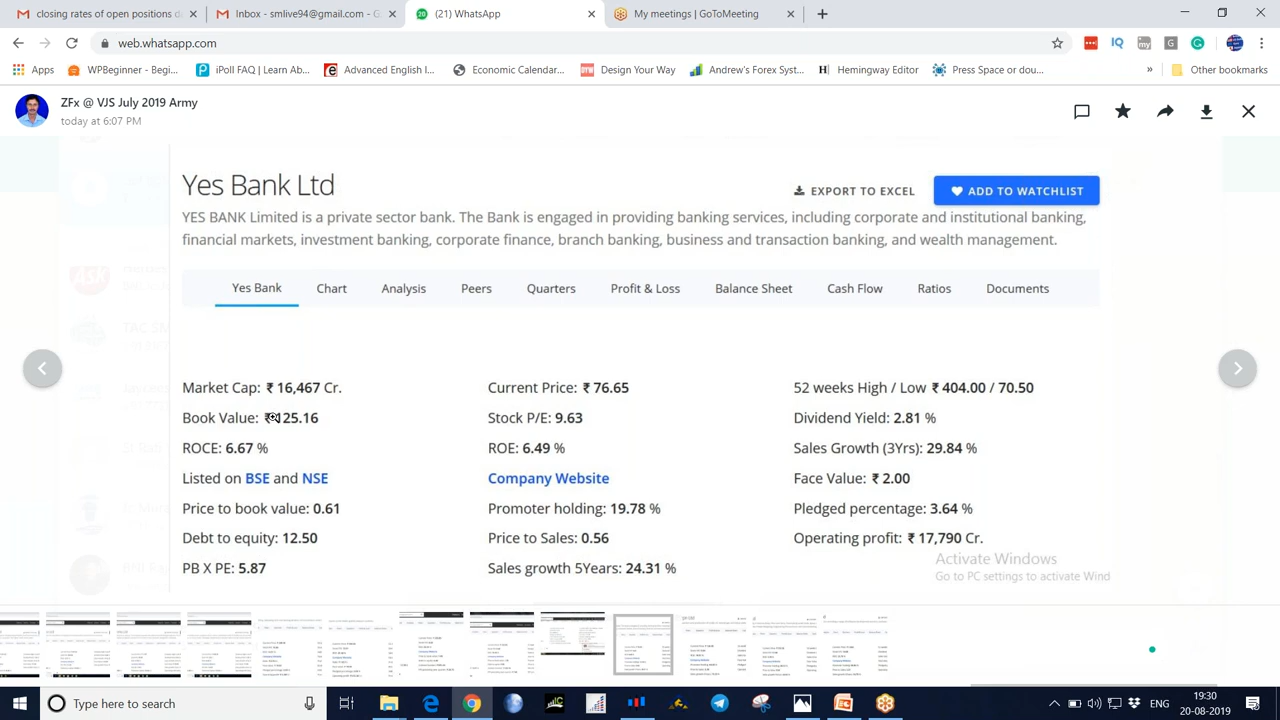 closing rates of open positions as
Inbox - smlive94@gmail.com - G
(21) WhatsApp
My meetings | GoToMeeting
web.whatsapp.com
Apps
WPBeginner - Begi...
iPoll FAQ | Learn Ab...
Advanced English I...
Economic Calendar...
Design Your Way
Andrew's Forex Syst...
Hemingway Editor
Press Space or dou...
»
Other bookmarks
ZFx @ VJS July 2019 Army
today at 6:07 PM
Yes Bank Ltd
EXPORT TO EXCEL
ADD TO WATCHLIST
YES BANK Limited is a private sector bank. The Bank is engaged in providing banking services, including corporate and institutional banking,
financial markets, investment banking, corporate finance, branch banking, business and transaction banking, and wealth management.
Yes Bank Chart Analysis Peers Quarters Profit & Loss Balance Sheet Cash Flow Ratios Documents
Market Cap: ₹ 16,467 Cr. Current Price: ₹ 76.65 52 weeks High / Low ₹ 404.00 / 70.50
Book Value: ₹ 125.16 Stock P/E: 9.63 Dividend Yield: 2.81 %
ROCE: 6.67 % ROE: 6.49 % Sales Growth (3Yrs): 29.84 %
Listed on BSE and NSE Company Website Face Value: ₹ 2.00
Price to book value: 0.61 Promoter holding: 19.78 % Pledged percentage: 3.64 %
Debt to equity: 12.50 Price to Sales: 0.56 Operating profit: ₹ 17,790 Cr.
PB X PE: 5.87 Sales growth 5Years: 24.31 %
Activate Windows
Go to PC settings to activate Wind
Type here to search
ENG
19:30
20-08-2019